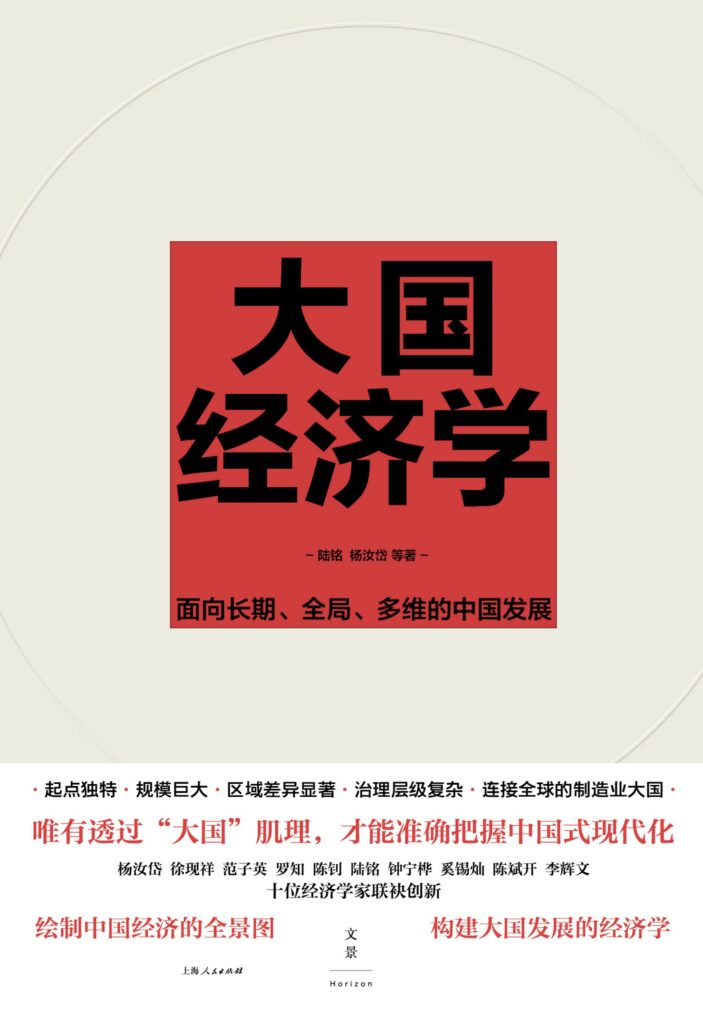 大国
经济学
– 陆铭 杨汝岱 等著 –
面向长期、全局、多维的中国发展
· 起点独特 · 规模巨大 · 区域差异显著 · 治理层级复杂 · 连接全球的制造业大国 ·
唯有透过“大国”肌理，才能准确把握中国式现代化
杨汝岱 徐现祥 范子英 罗知 陈钊 陆铭 钟宁桦 奚锡灿 陈斌开 李辉文
十位经济学家联袂创新
绘制中国经济的全景图
构建大国发展的经济学
文
景
Horizon
上海人民出版社